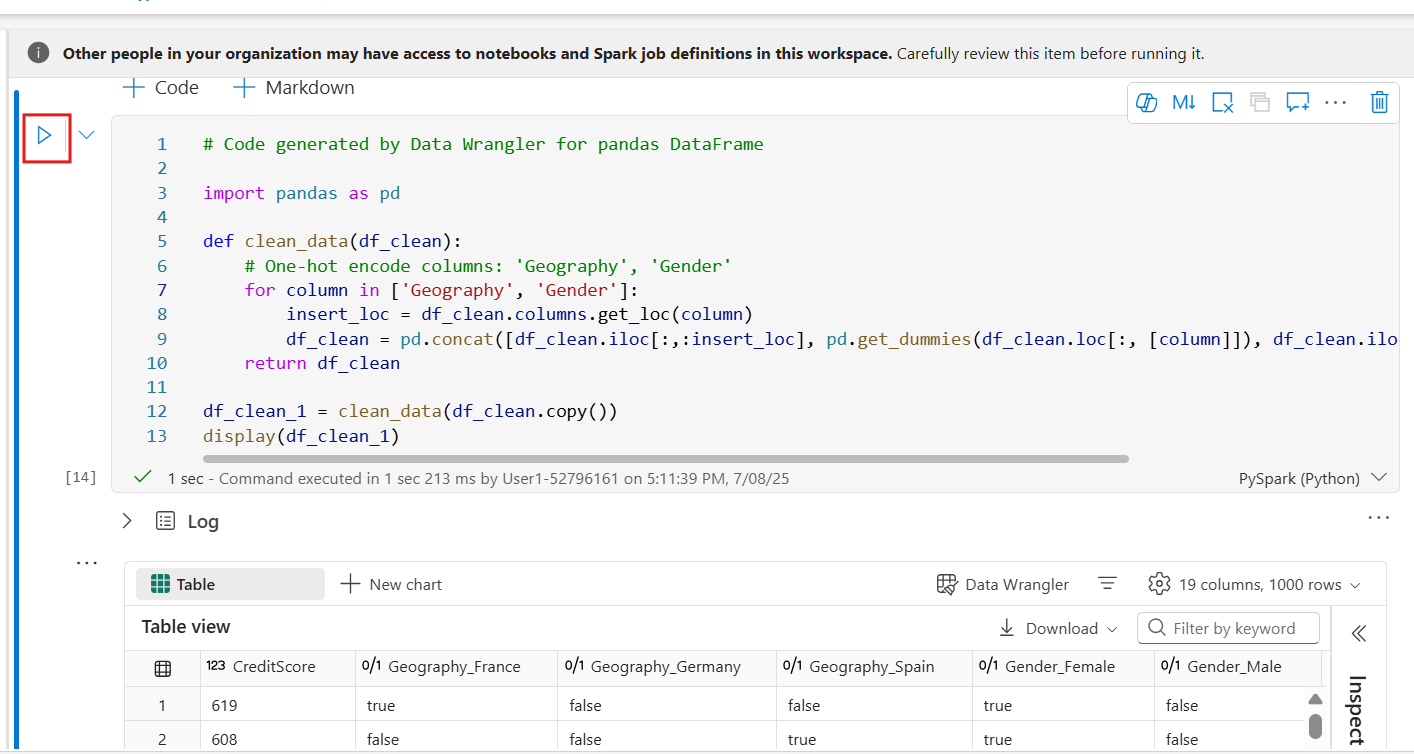 Other people in your organization may have access to notebooks and Spark job definitions in this workspace. Carefully review this item before running it.
+ Code + Markdown
M↓ ...
1 # Code generated by Data Wrangler for pandas DataFrame
2
3 import pandas as pd
4
5 def clean_data(df_clean):
6 # One-hot encode columns: 'Geography', 'Gender'
7 for column in ['Geography', 'Gender']:
8 insert_loc = df_clean.columns.get_loc(column)
9 df_clean = pd.concat([df_clean.iloc[:,:insert_loc], pd.get_dummies(df_clean.loc[:, [column]]), df_clean.ilo
10 return df_clean
11
12 df_clean_1 = clean_data(df_clean.copy())
13 display(df_clean_1)
[14] 1 sec - Command executed in 1 sec 213 ms by User1-52796161 on 5:11:39 PM, 7/08/25 PySpark (Python)
Log ...
...
Table + New chart Data Wrangler 19 columns, 1000 rows
Table view Download Filter by keyword
123 CreditScore 0/1 Geography_France 0/1 Geography_Germany 0/1 Geography_Spain 0/1 Gender_Female 0/1 Gender_Male
1 619 true false false true false
2 608 false false true true false
Inspect